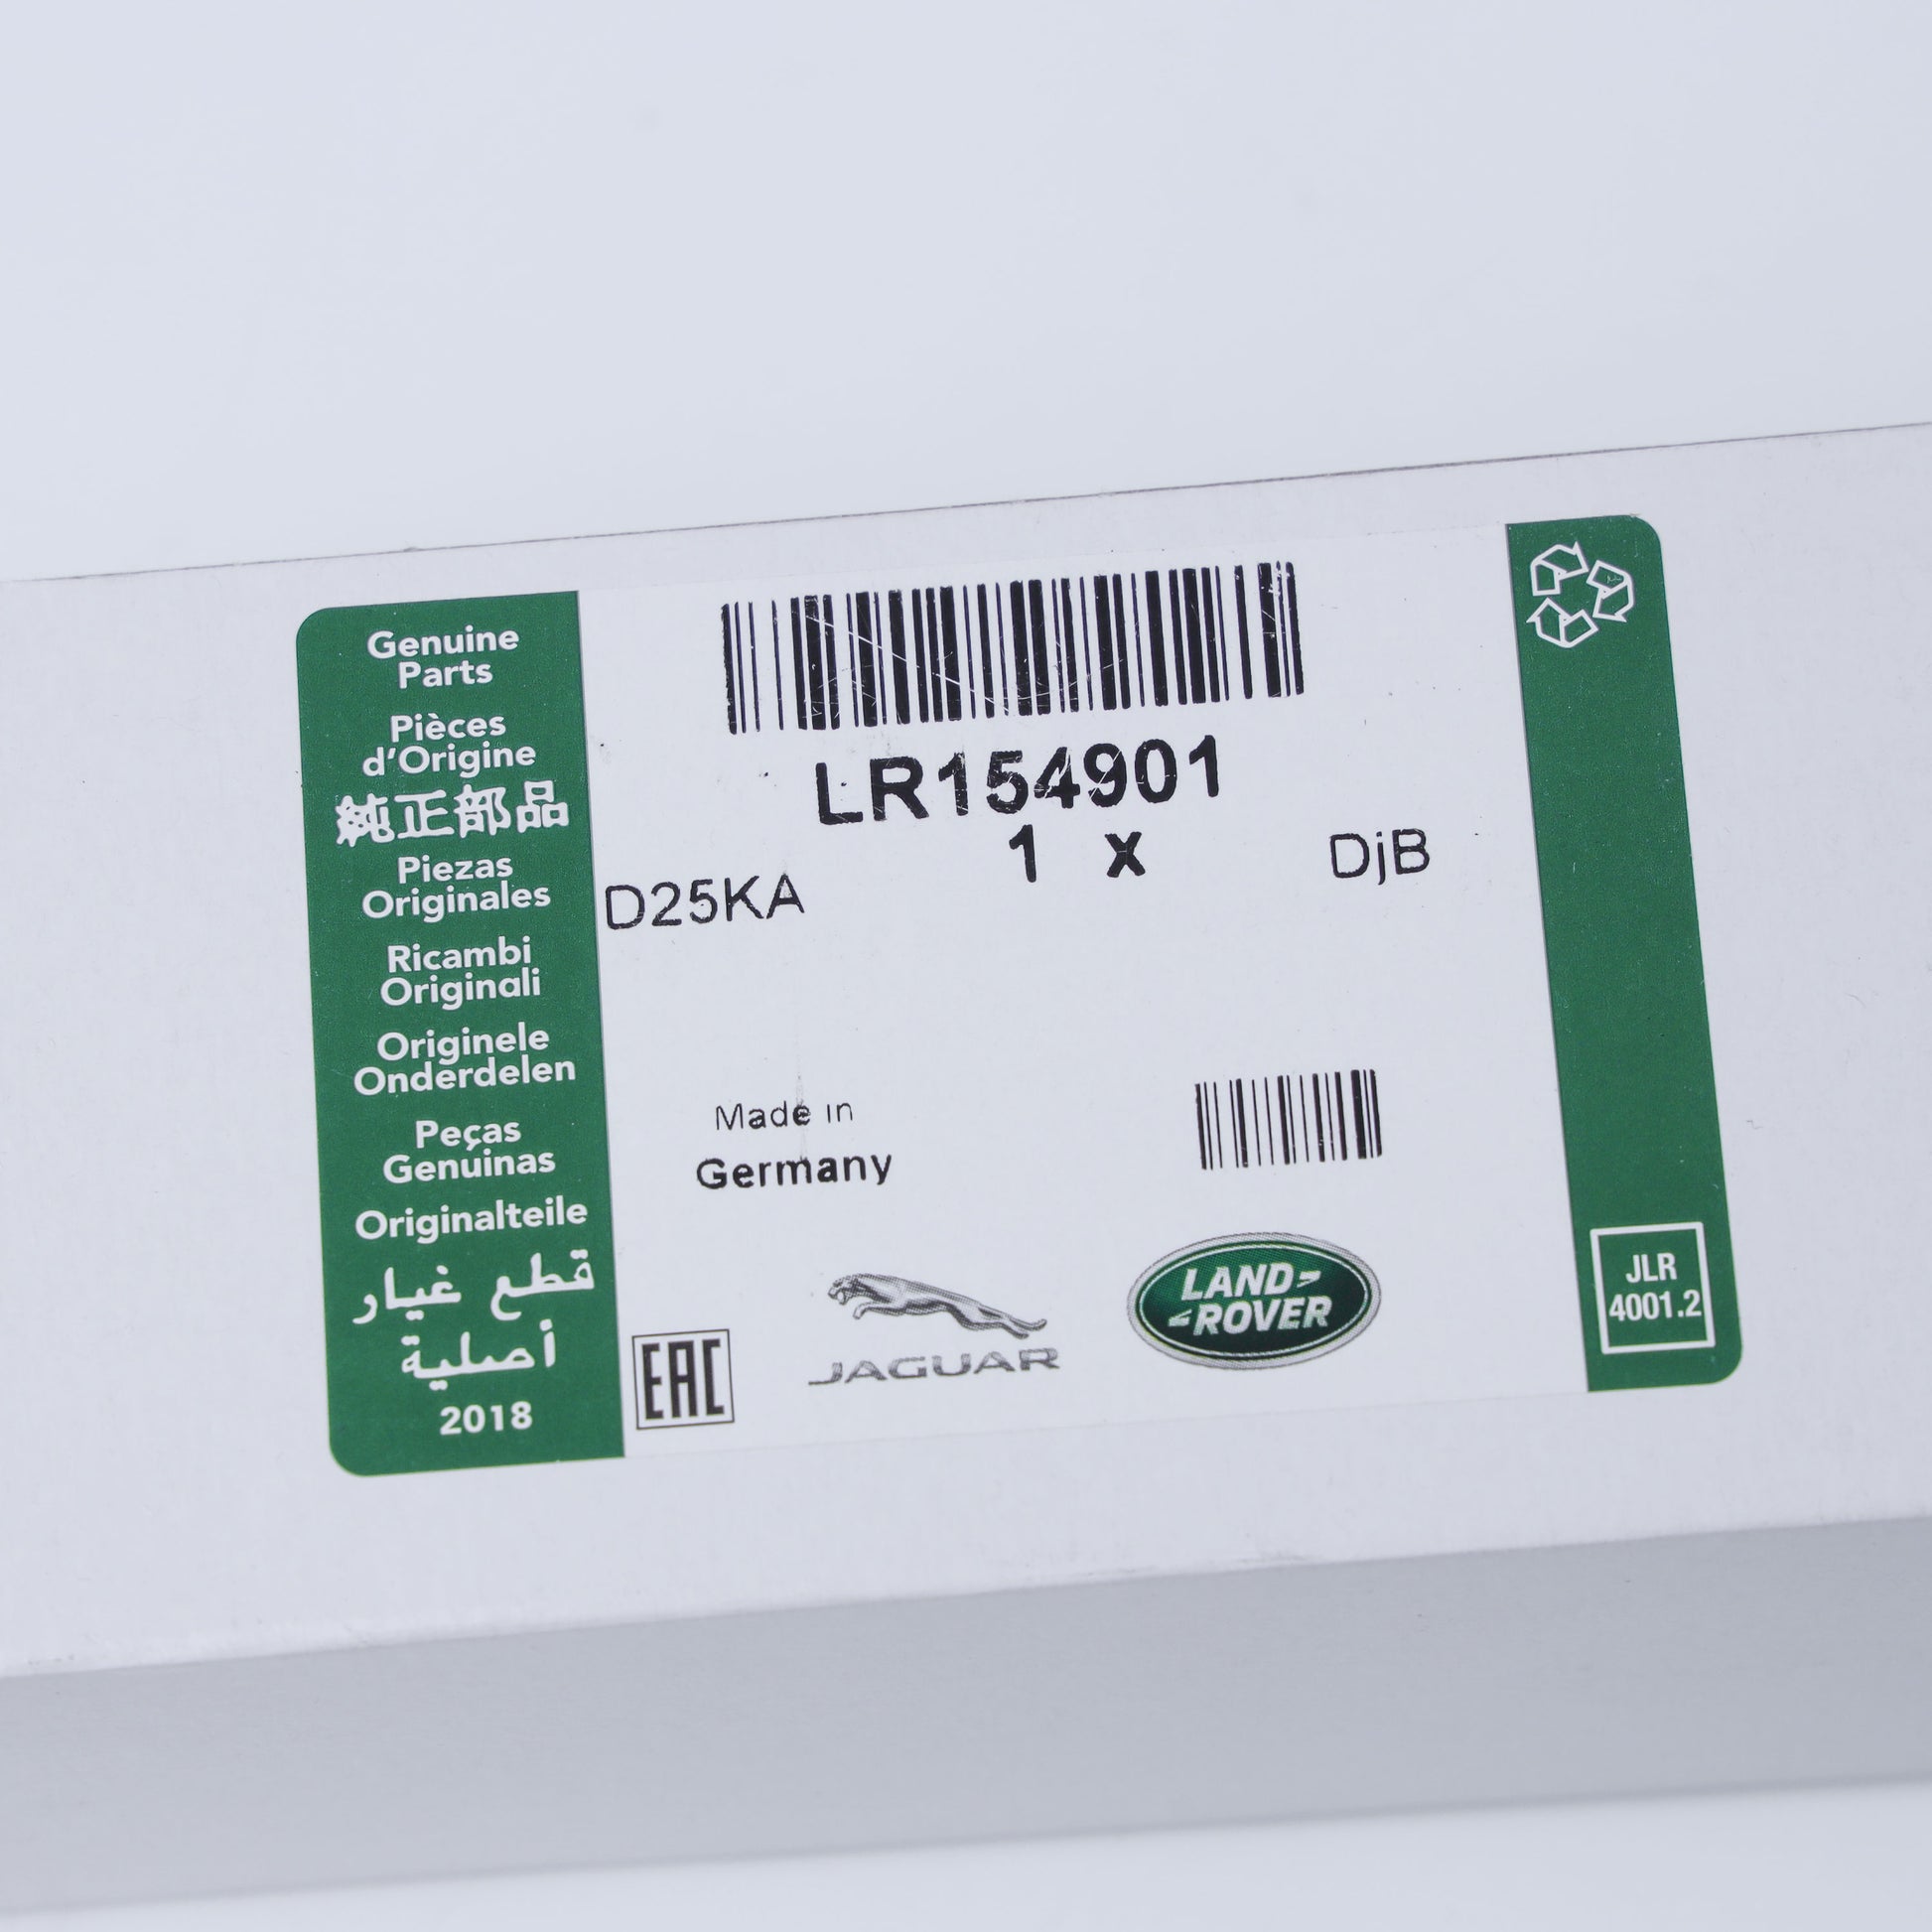 Genuine
Parts
Pièces
d'Origine
純正部品
Piezas
Originales
Ricambi
Originali
Originele
Onderdelen
Peças
Genuinas
Originalteile
قطع غيار
أصلية
2018
LR154901
1 x
DjB
D25KA
Made in
Germany
EAC
JAGUAR
LAND-
-ROVER
JLR
4001.2